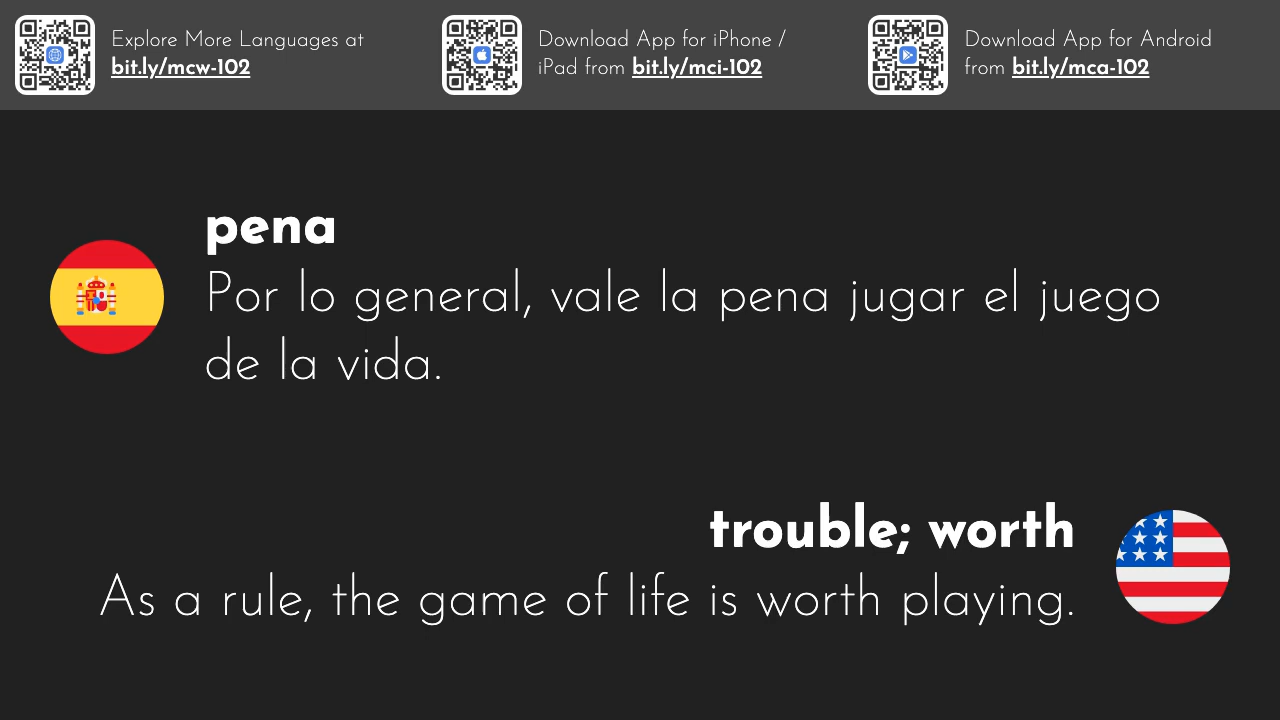 Explore More Languages at
bit.ly/mcw-102
Download App for iPhone /
iPad from bit.ly/mci-102
Download App for Android
from bit.ly/mca-102
pena
Por lo general, vale la pena jugar el juego
de la vida.
trouble; worth
As a rule, the game of life is worth playing.